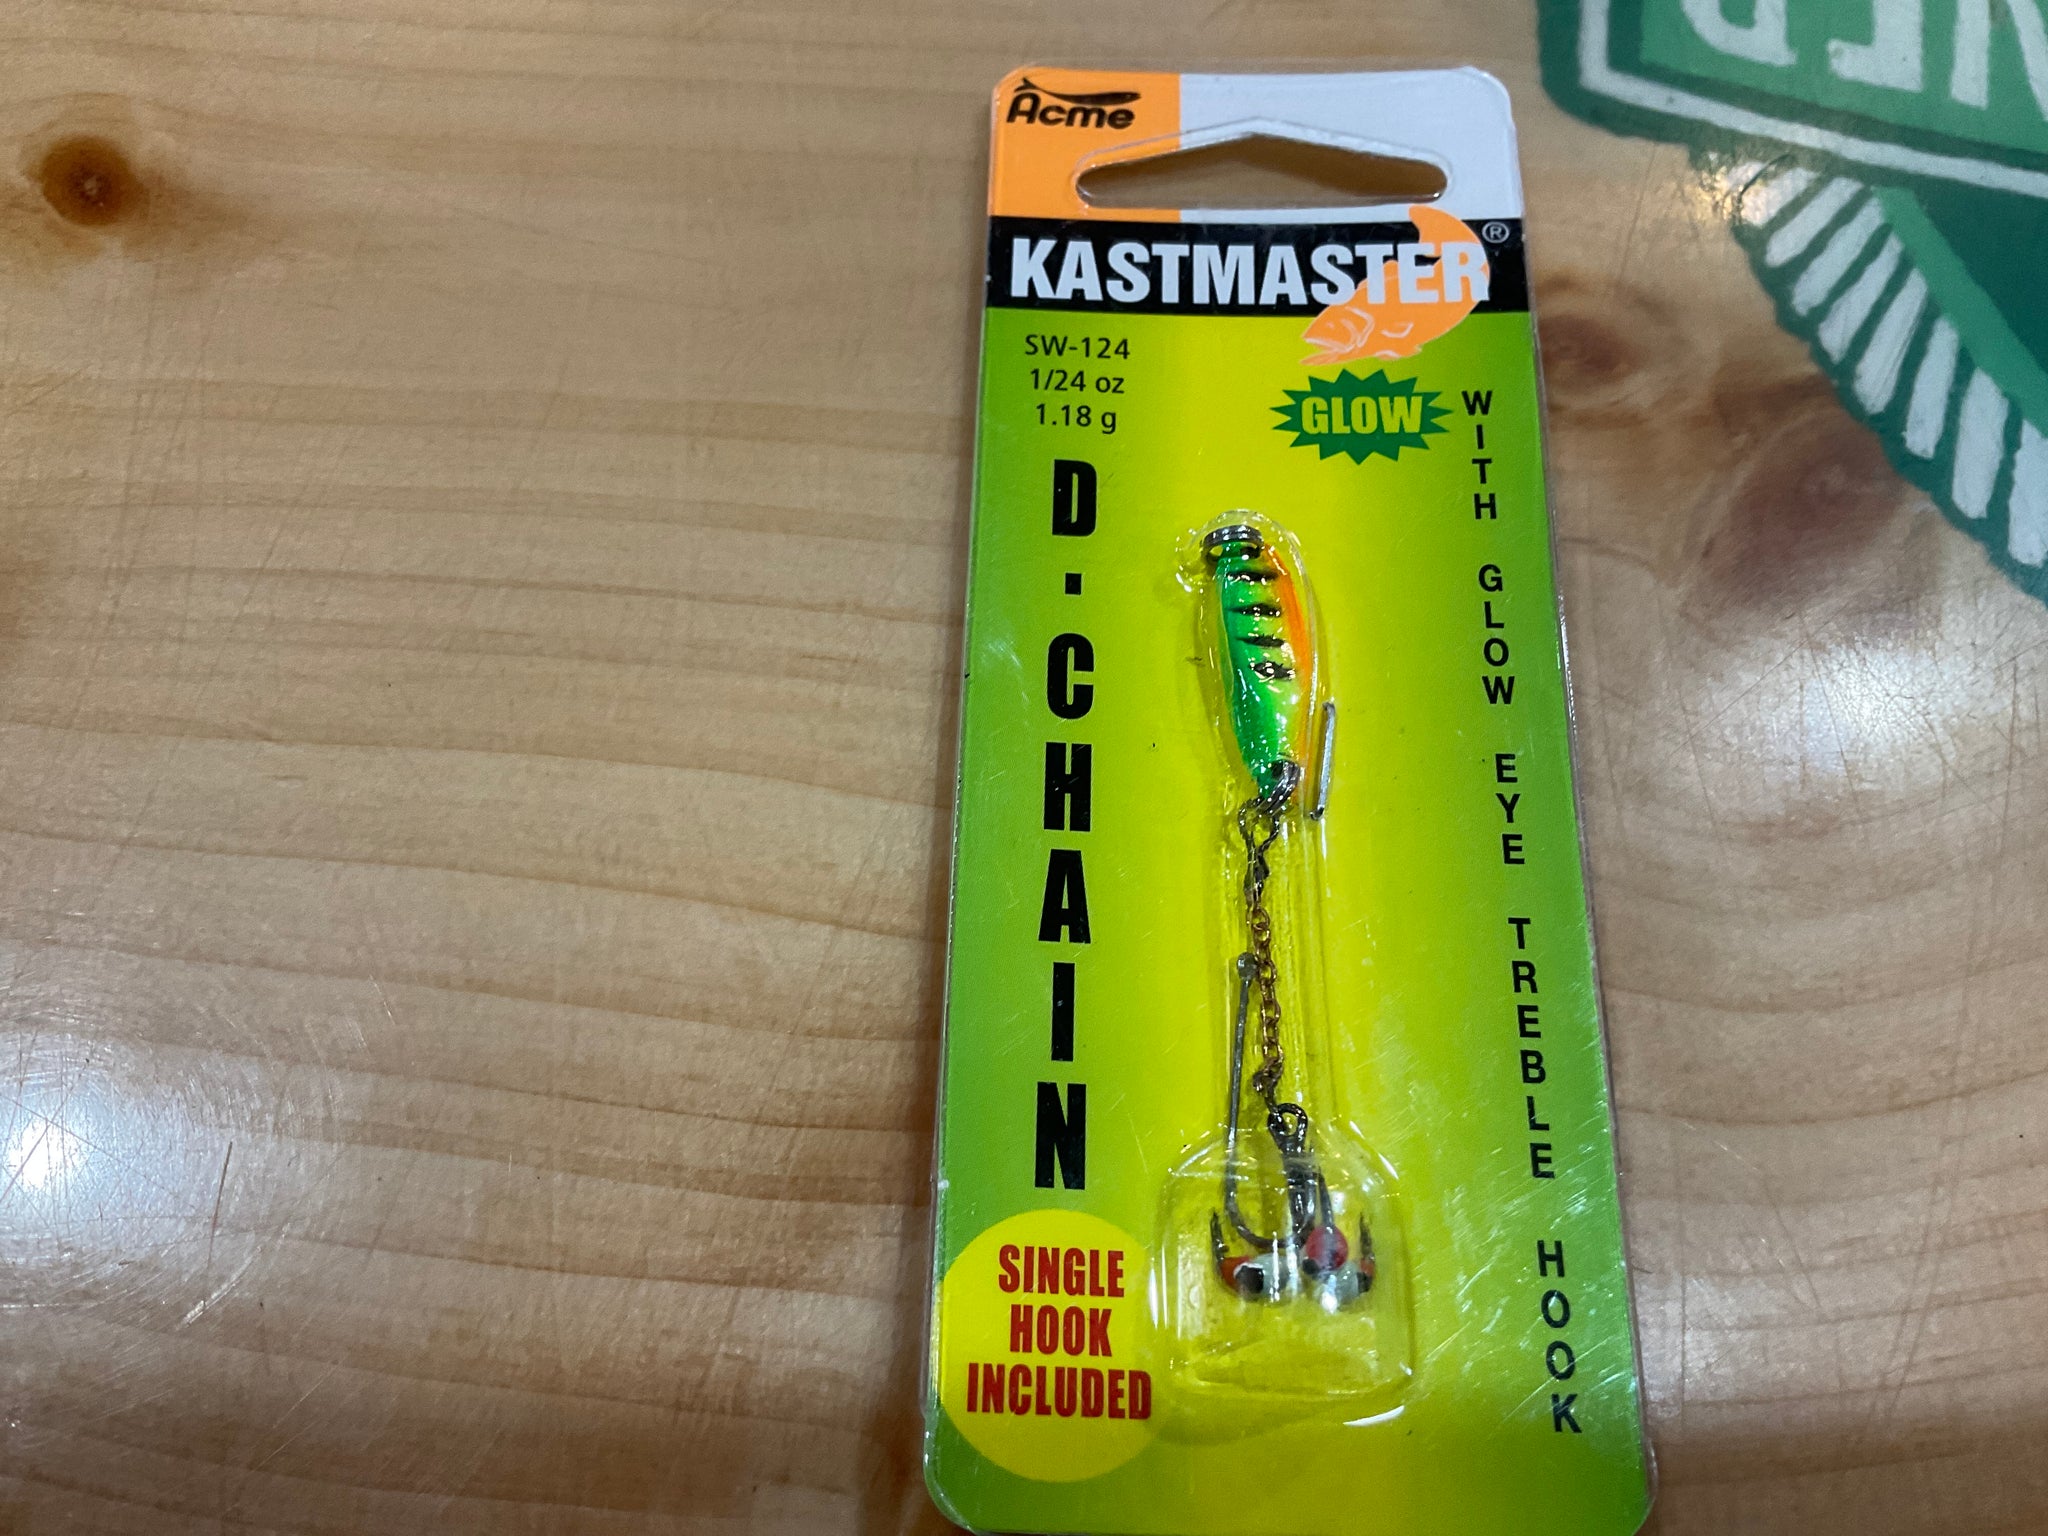 Acme
KASTMASTER®
SW-124
1/24 oz
1.18 g
GLOW
D·CHAIN
WITH GLOW EYE TREBLE HOOK
SINGLE
HOOK
INCLUDED